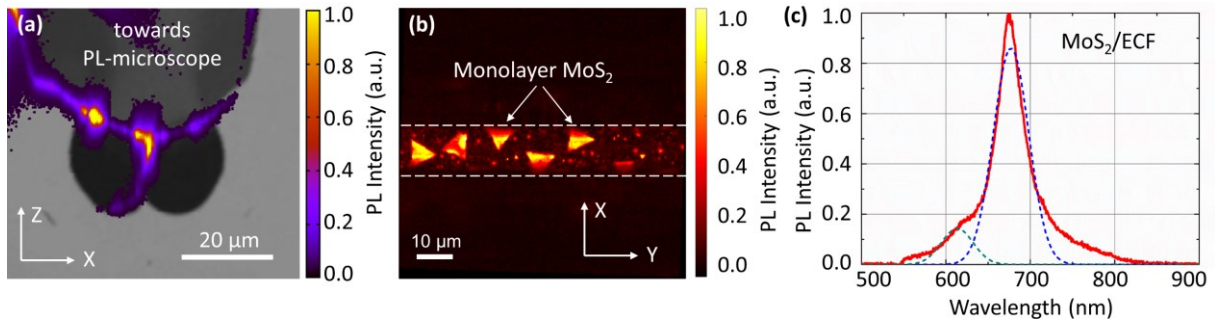 (a)
towards
PL-microscope
Z
X
20 μm
1.0
0.8
0.6
0.4
0.2
0.0
PL Intensity (a.u.)
(b)
Monolayer MoS₂
X
Y
10 μm
1.0
0.8
0.6
0.4
0.2
0.0
PL Intensity (a.u.)
(c)
MoS₂/ECF
PL Intensity (a.u.)
1.0
0.8
0.6
0.4
0.2
0.0
500 600 700 800 900
Wavelength (nm)